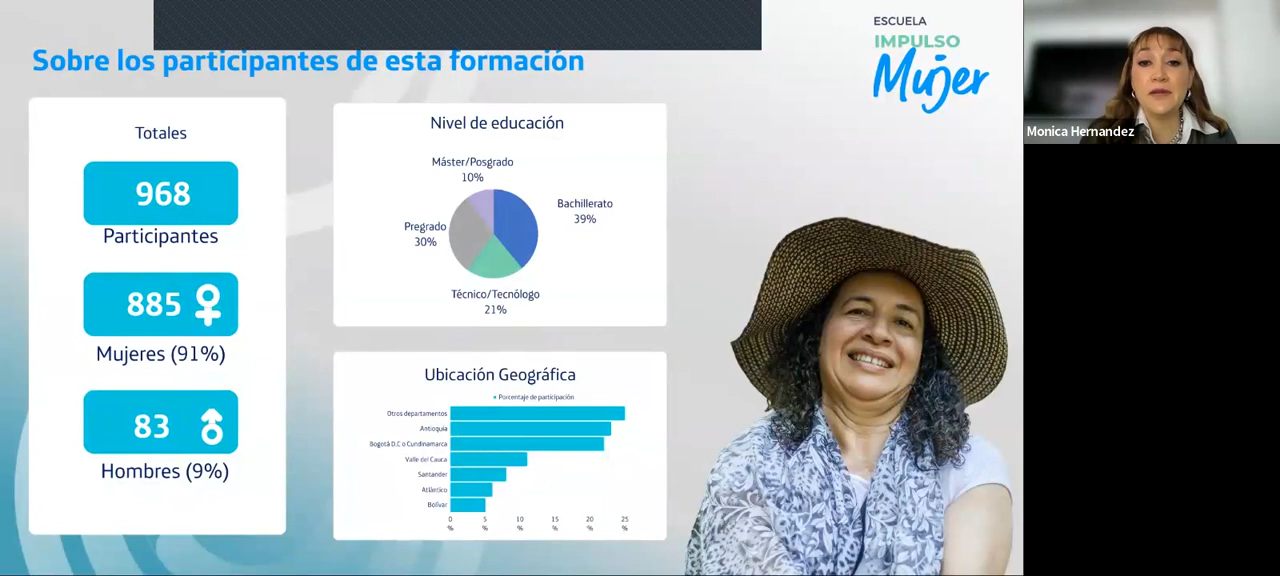 Sobre los participantes de esta formación
ESCUELA
IMPULSO
Mujer
Monica Hernandez
Totales
968
Participantes
885
Mujeres (91%)
83
Hombres (9%)
Nivel de educación
Máster/Posgrado
10%
Bachillerato
39%
Pregrado
30%
Técnico/Tecnólogo
21%
Ubicación Geográfica
Porcentaje de participación
Otros departamentos
Antioquia
Bogotá D.C o Cundinamarca
Valle del Cauca
Santander
Atlántico
Bolívar
0 5 10 15 20 25
% % % % % %